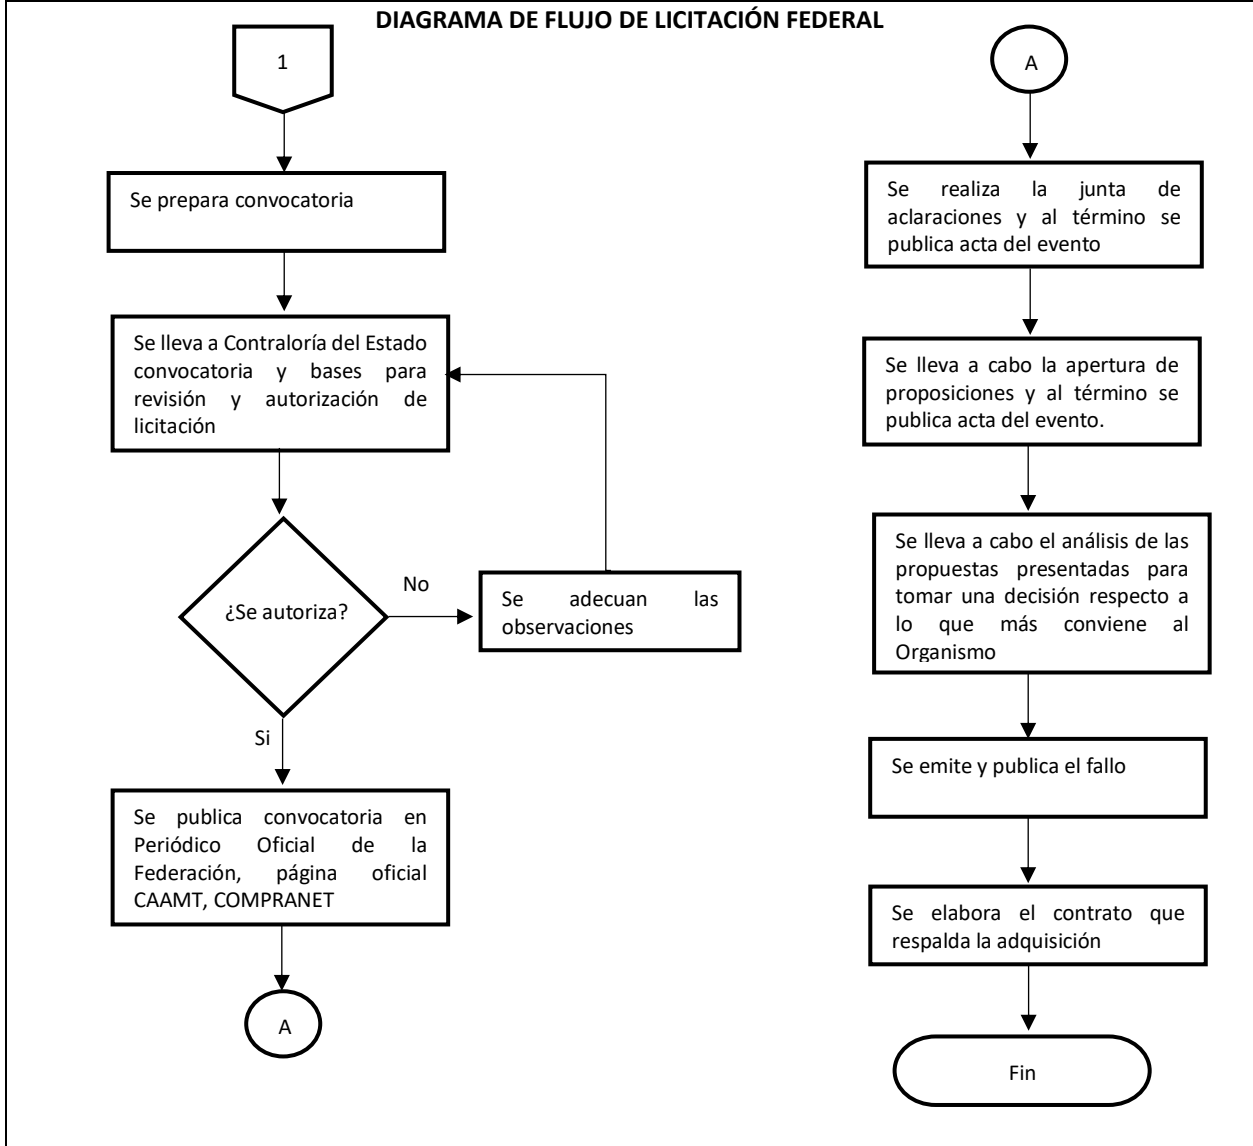 DIAGRAMA DE FLUJO DE LICITACIÓN FEDERAL
1
Se prepara convocatoria
Se lleva a Contraloría del Estado
convocatoria y bases para
revisión y autorización de
licitación
¿Se autoriza?
No
Se adecuan las
observaciones
Si
Se publica convocatoria en
Periódico Oficial de la
Federación, página oficial
CAAMT, COMPRANET
A
A
Se realiza la junta de
aclaraciones y al término se
publica acta del evento
Se lleva a cabo la apertura de
proposiciones y al término se
publica acta del evento.
Se lleva a cabo el análisis de las
propuestas presentadas para
tomar una decisión respecto a
lo que más conviene al
Organismo
Se emite y publica el fallo
Se elabora el contrato que
respalda la adquisición
Fin